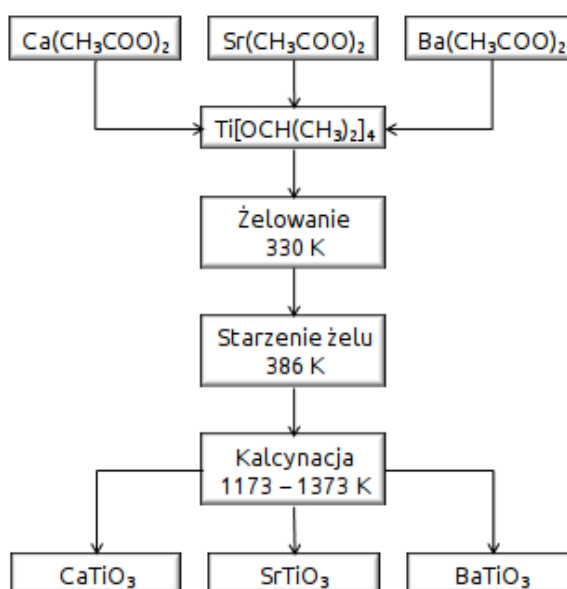 Ca(CH₃COO)₂
Sr(CH₃COO)₂
Ba(CH₃COO)₂
Ti[OCH(CH₃)₂]₄
Żelowanie
330 K
Starzenie żelu
386 K
Kalcynacja
1173 – 1373 K
CaTiO₃
SrTiO₃
BaTiO₃